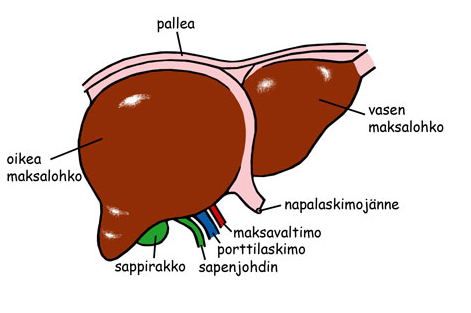 pallea
vasen
maksalohko
oikea
maksalohko
napalaskimojänne
maksavaltimo
porttilaskimo
sappirakko
sapenjohdin